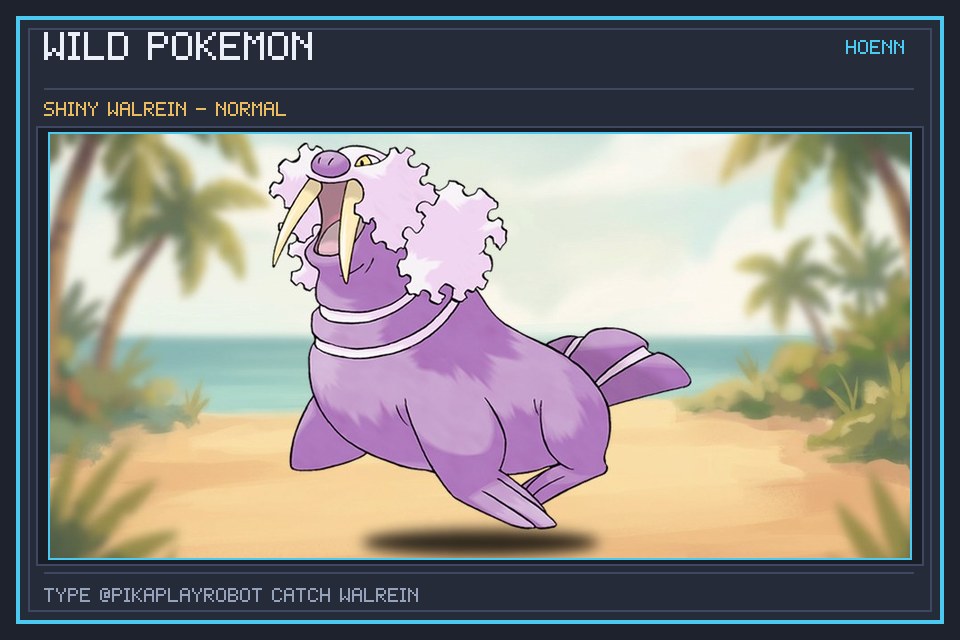 WILD POKEMON
HOENN
SHINY WALREIN - NORMAL
TYPE @PIKAPLAYROBOT CATCH WALREIN